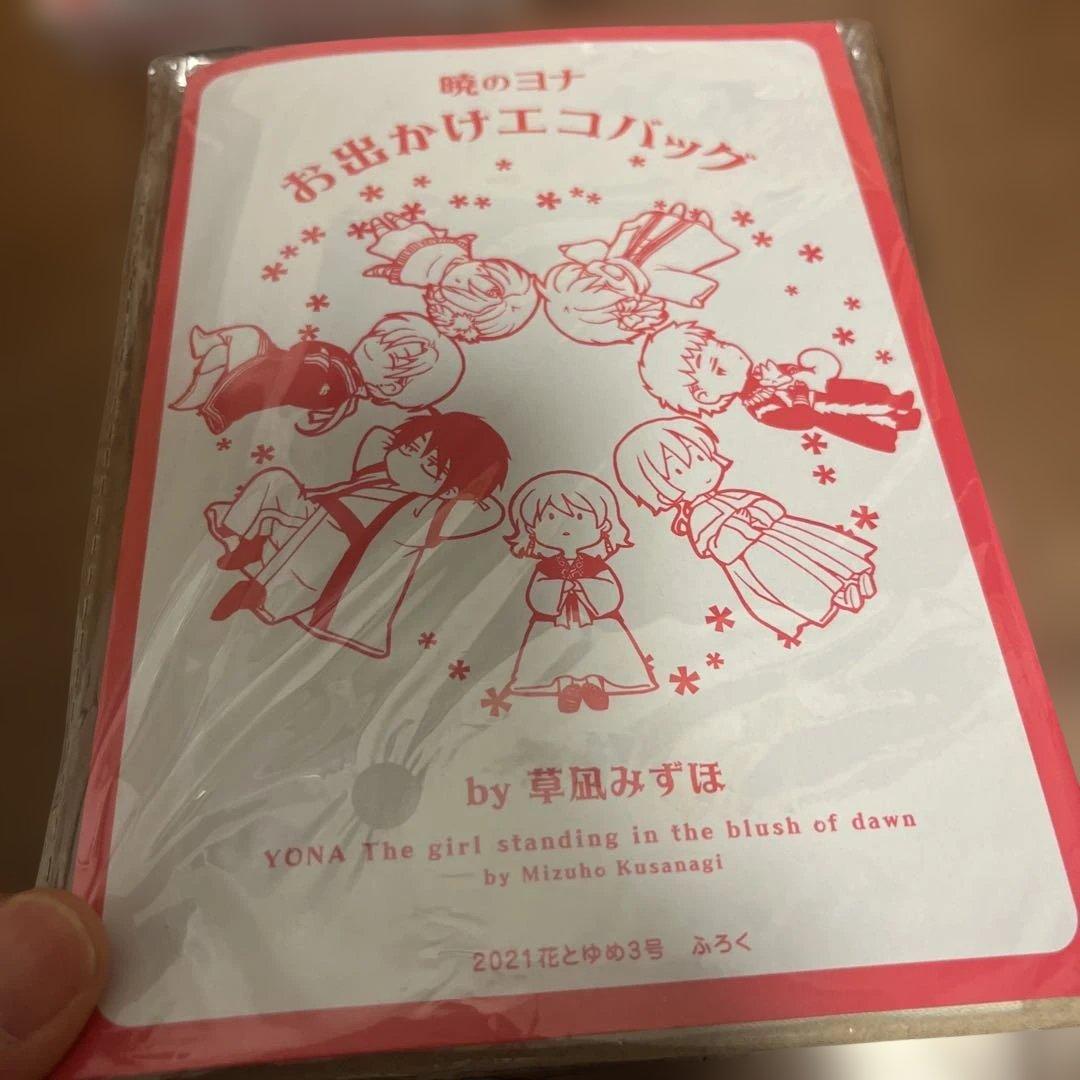 暁のヨナ
お出かけエコバッグ
by 草凪みずほ
YONA The girl standing in the blush of dawn
by Mizuho Kusanagi
2021花とゆめ3号 ふろく